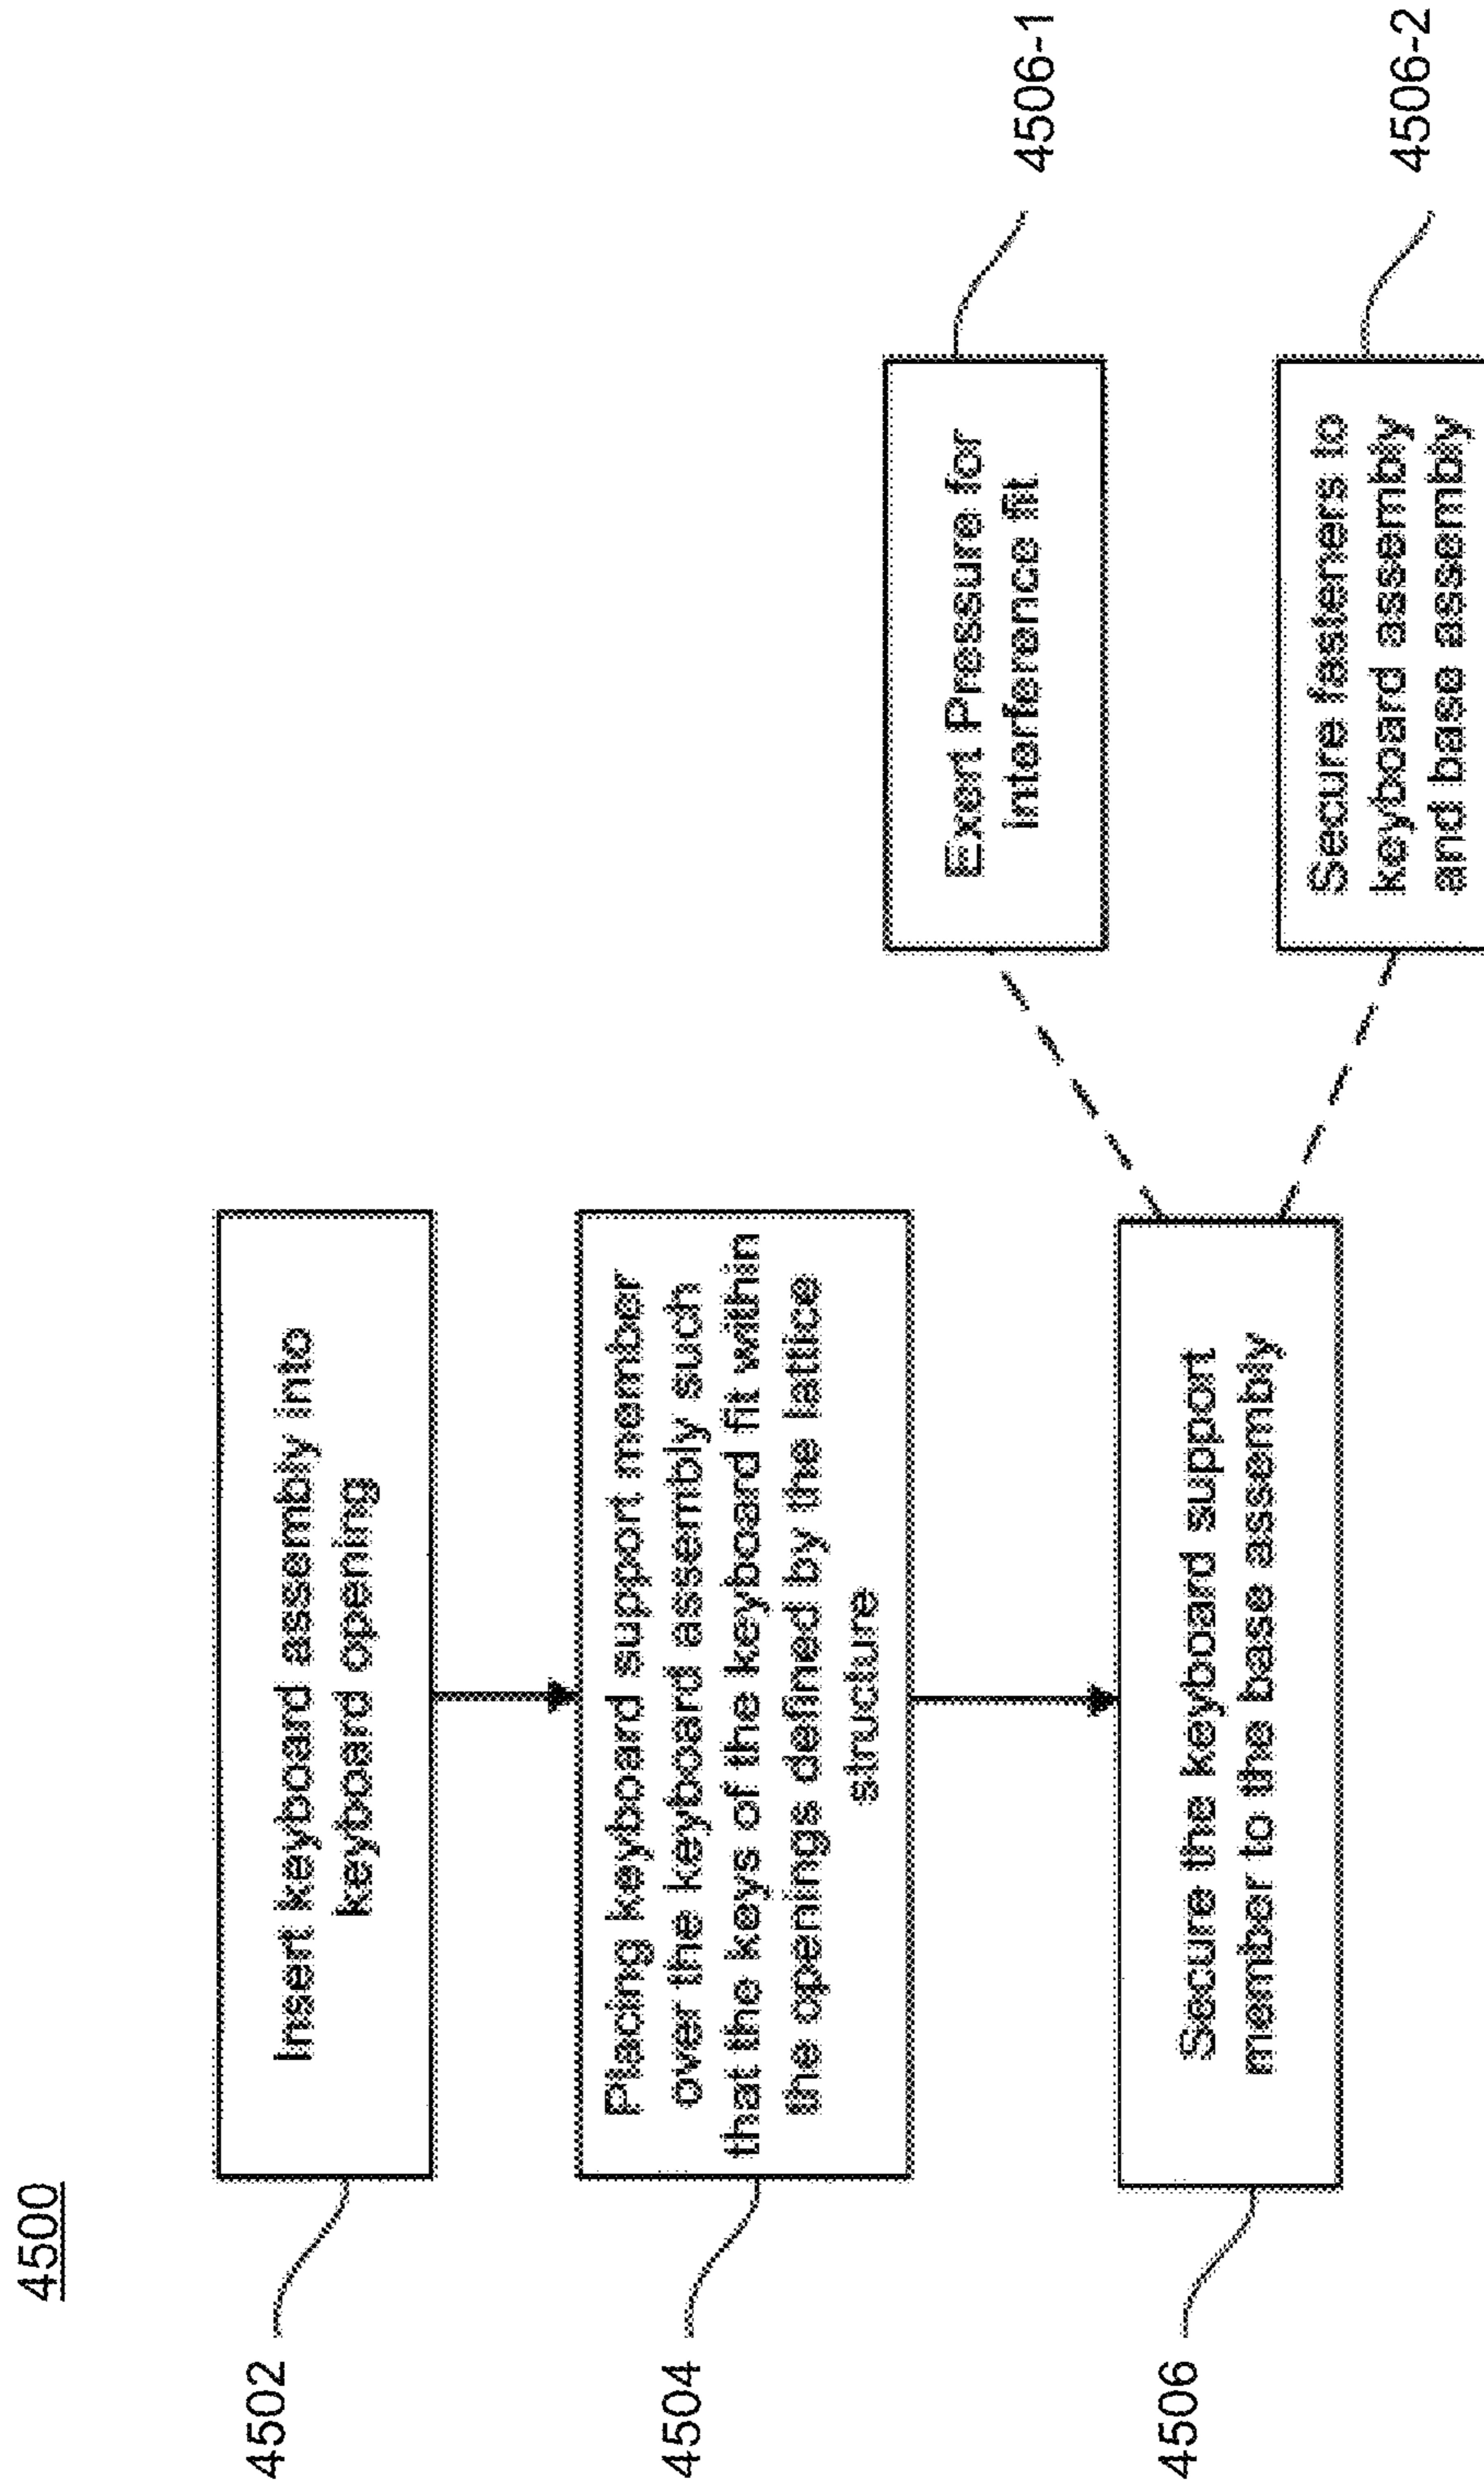 4500
4502
Insert keyboard assembly into
keyboard opening
4504
Placing keyboard support member
over the keyboard assembly such
that the keys of the keyboard fit within
the openings defined by the lattice
structure
4506
Secure the keyboard support
member to the base assembly
Exert Pressure for
interference fit
4506-1
Secure fasteners to
keyboard assembly
and base assembly
4506-2